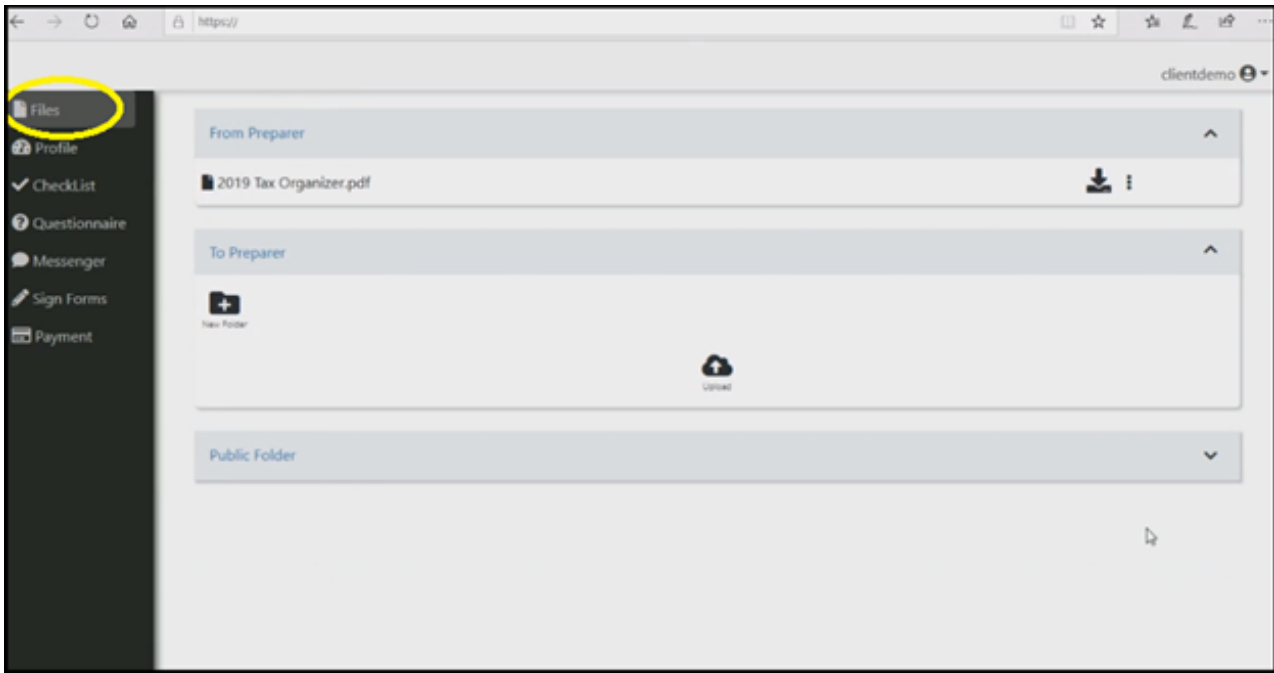 https://
clientdemo
Files
Profile
CheckList
Questionnaire
Messenger
Sign Forms
Payment
From Preparer
2019 Tax Organizer.pdf
To Preparer
New Folder
Upload
Public Folder